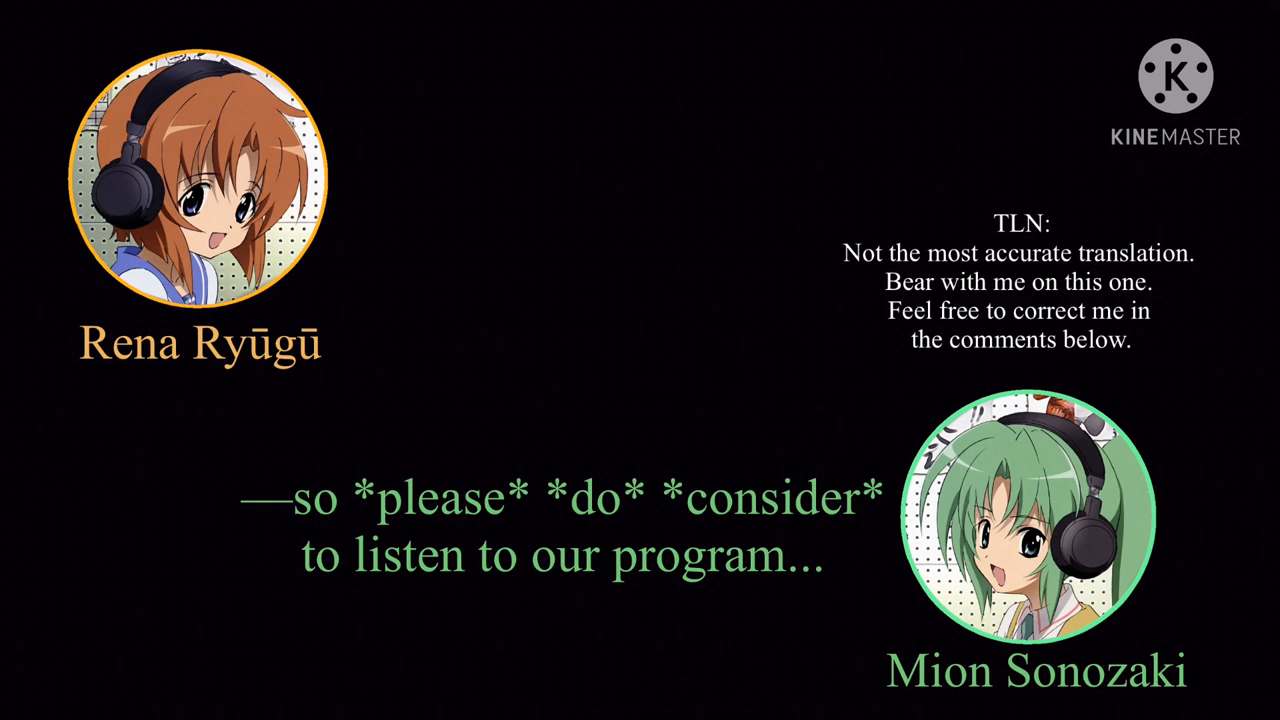 K
KINEMASTER
TLN:
Not the most accurate translation.
Bear with me on this one.
Feel free to correct me in
the comments below.
Rena Ryūgū
—so *please* *do* *consider*
to listen to our program...
Mion Sonozaki